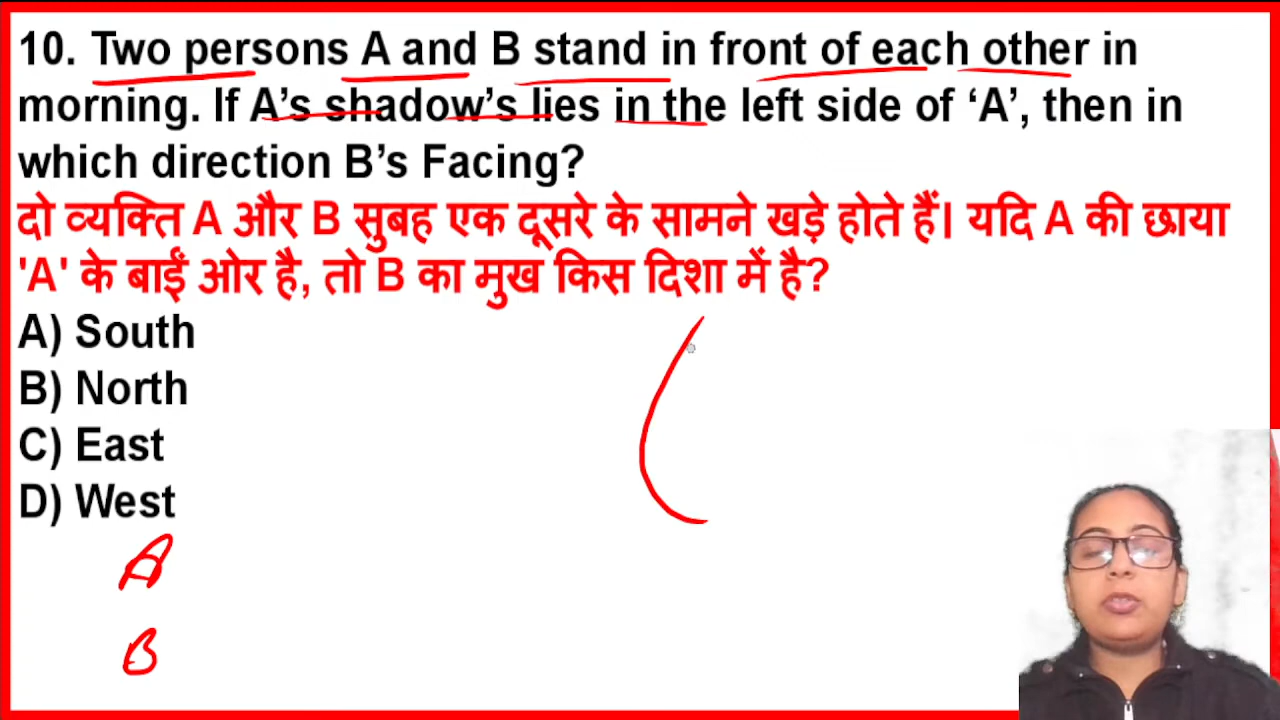 10. Two persons A and B stand in front of each other in
morning. If A's shadow's lies in the left side of ‘A’, then in
which direction B's Facing?
दो व्यक्ति A और B सुबह एक दूसरे के सामने खड़े होते हैं। यदि A की छाया
'A' के बाईं ओर है, तो B का मुख किस दिशा में है?
A) South
B) North
C) East
D) West
A
B